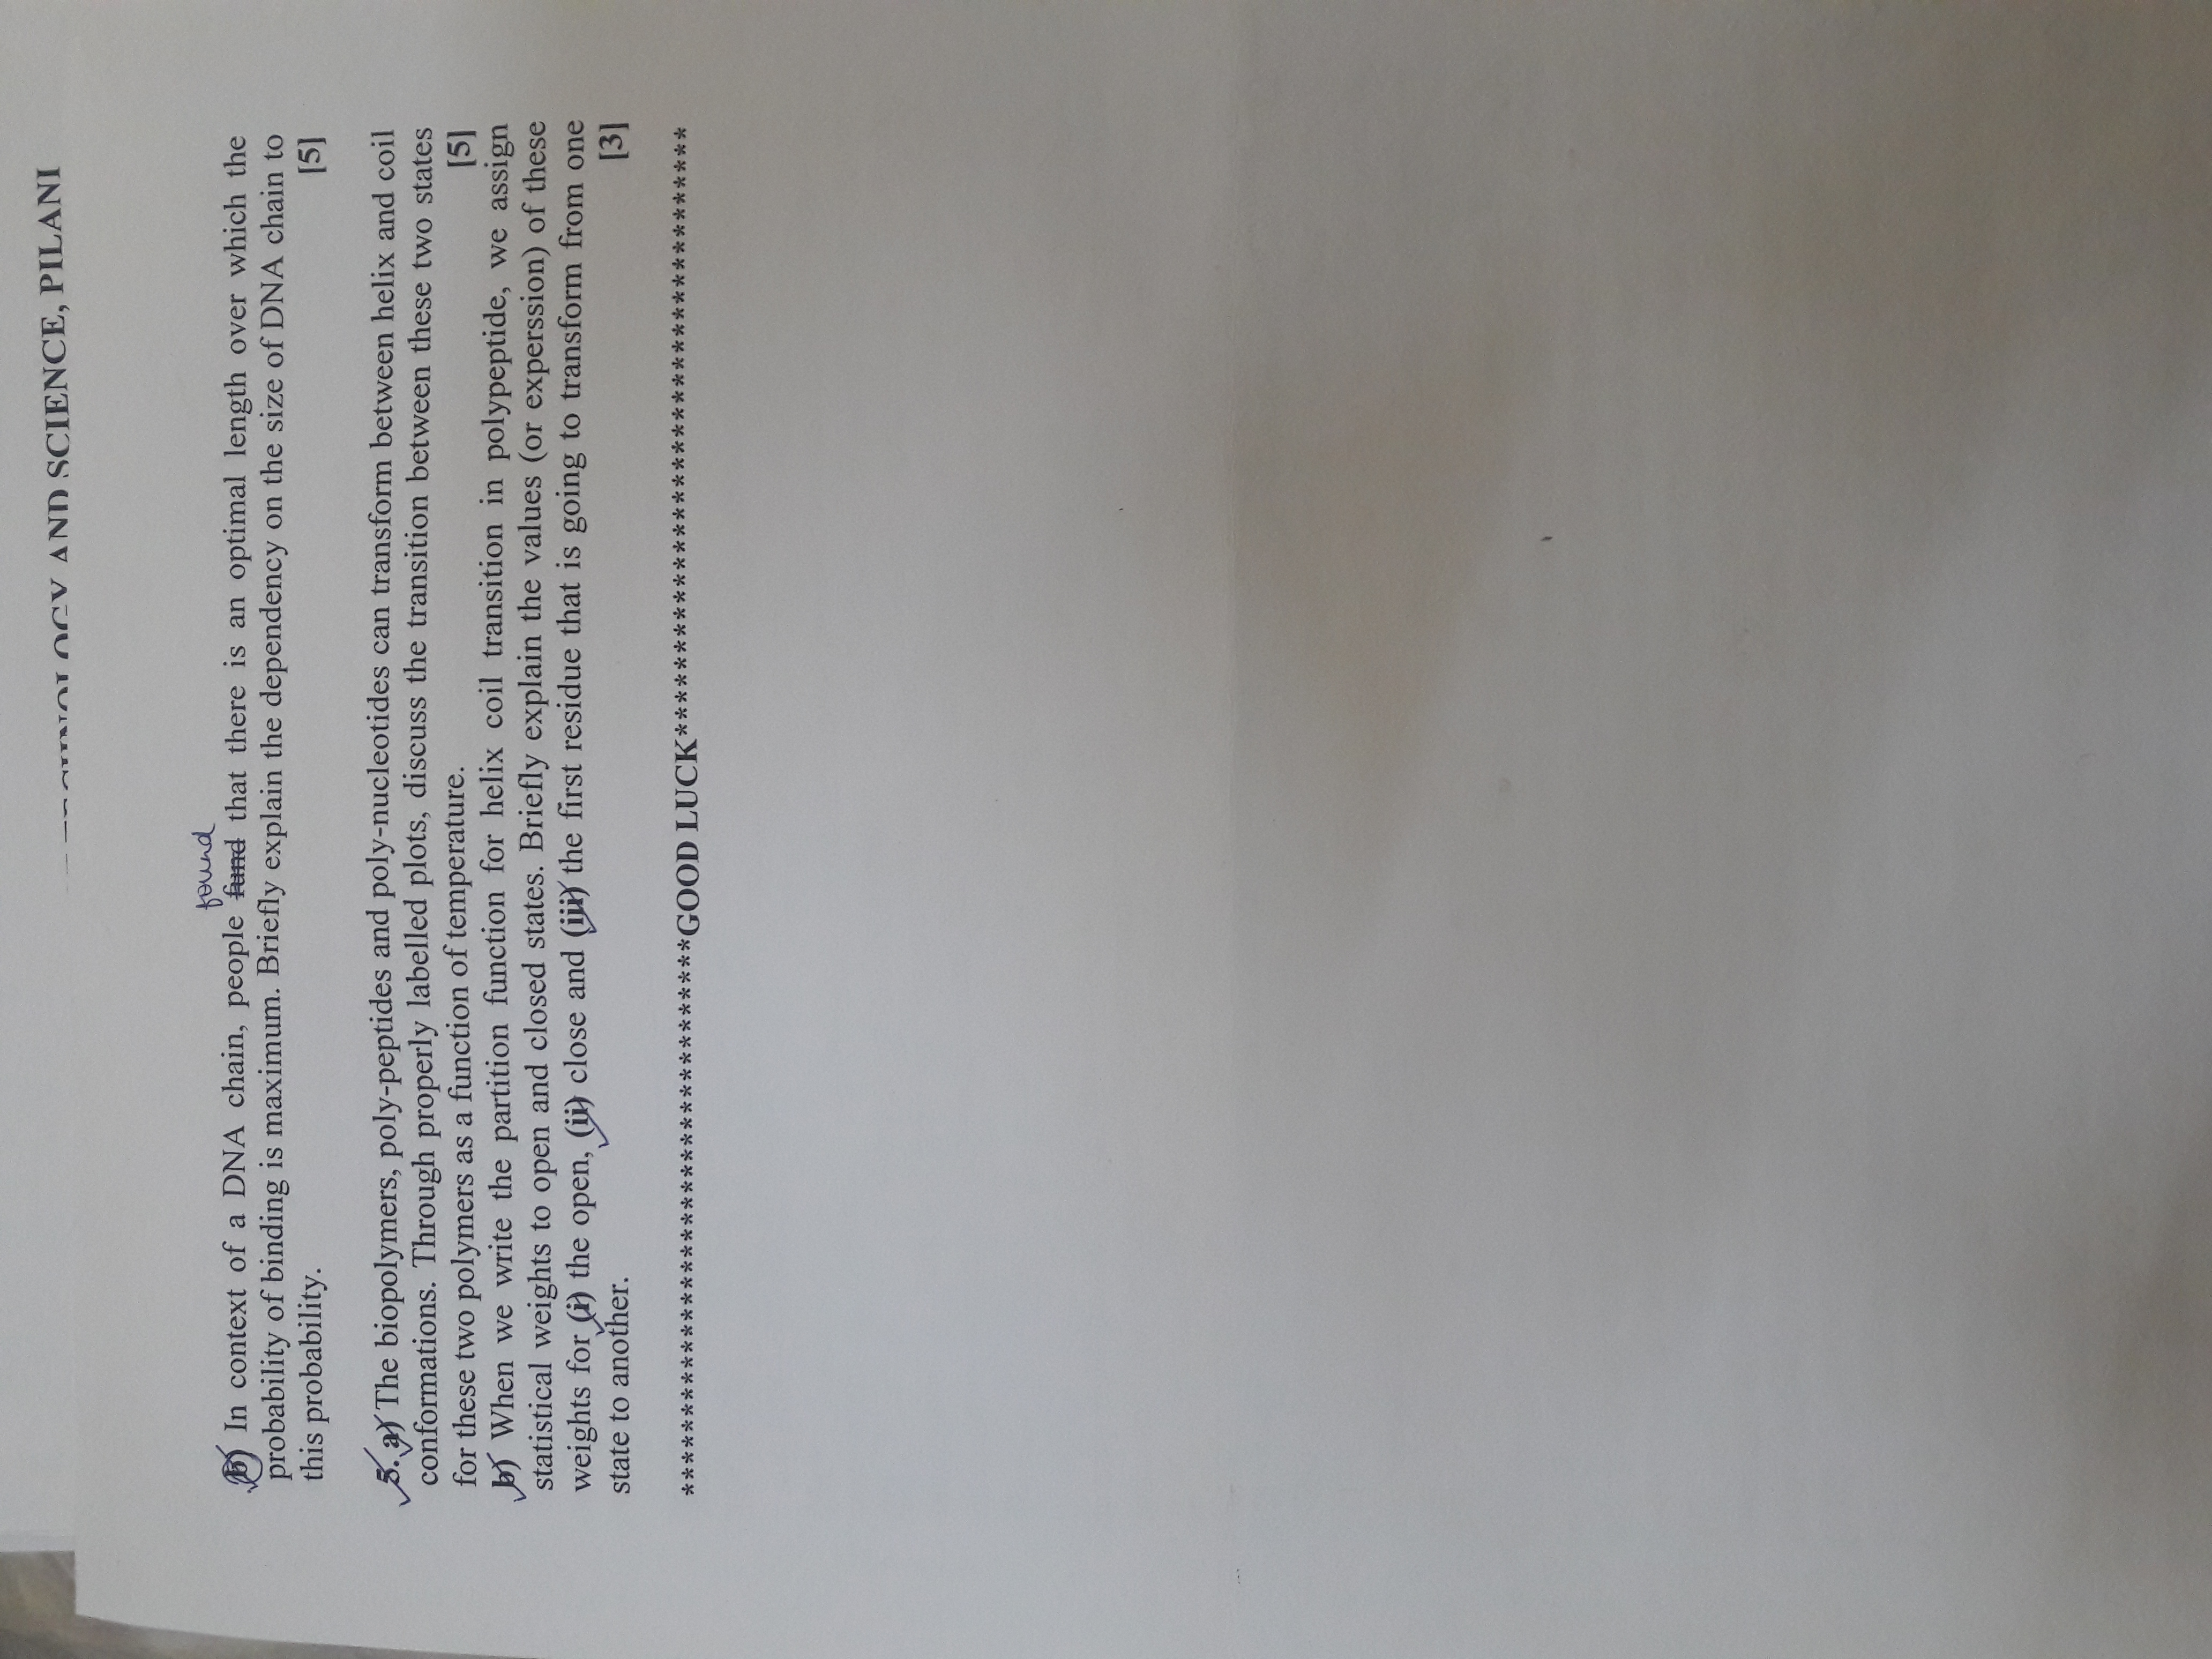 AND SCIENCE, PILANI
found
b) In context of a DNA chain, people fund that there is an optimal length over which the
probability of binding is maximum. Briefly explain the dependency on the size of DNA chain to
this probability. [5]
5. a) The biopolymers, poly-peptides and poly-nucleotides can transform between helix and coil
conformations. Through properly labelled plots, discuss the transition between these two states
for these two polymers as a function of temperature. [5]
b) When we write the partition function for helix coil transition in polypeptide, we assign
statistical weights to open and closed states. Briefly explain the values (or experssion) of these
weights for (i) the open, (ii) close and (iii) the first residue that is going to transform from one
state to another. [3]
************************************GOOD LUCK*************************************